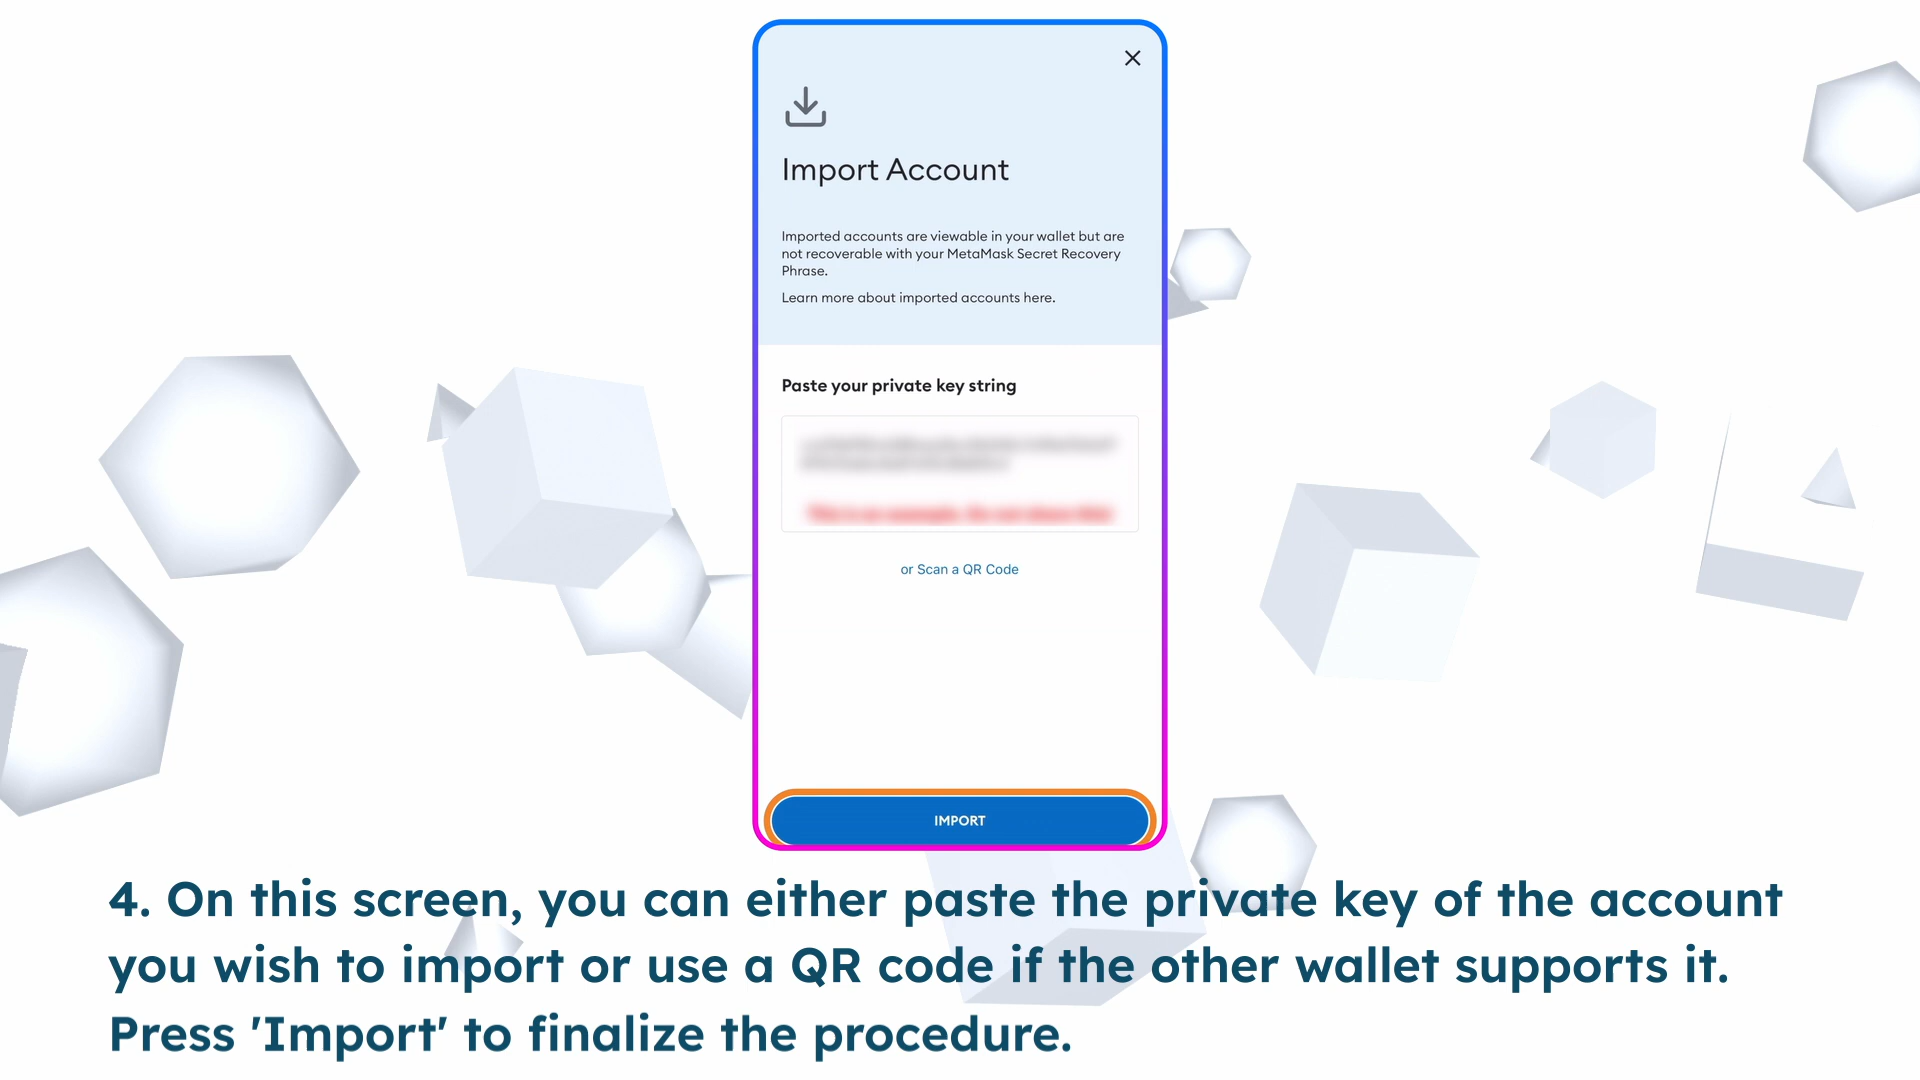 Import Account
Imported accounts are viewable in your wallet but are
not recoverable with your MetaMask Secret Recovery
Phrase.
Learn more about imported accounts here.
Paste your private key string
or Scan a QR Code
IMPORT
4. On this screen, you can either paste the private key of the account
you wish to import or use a QR code if the other wallet supports it.
Press 'Import' to finalize the procedure.